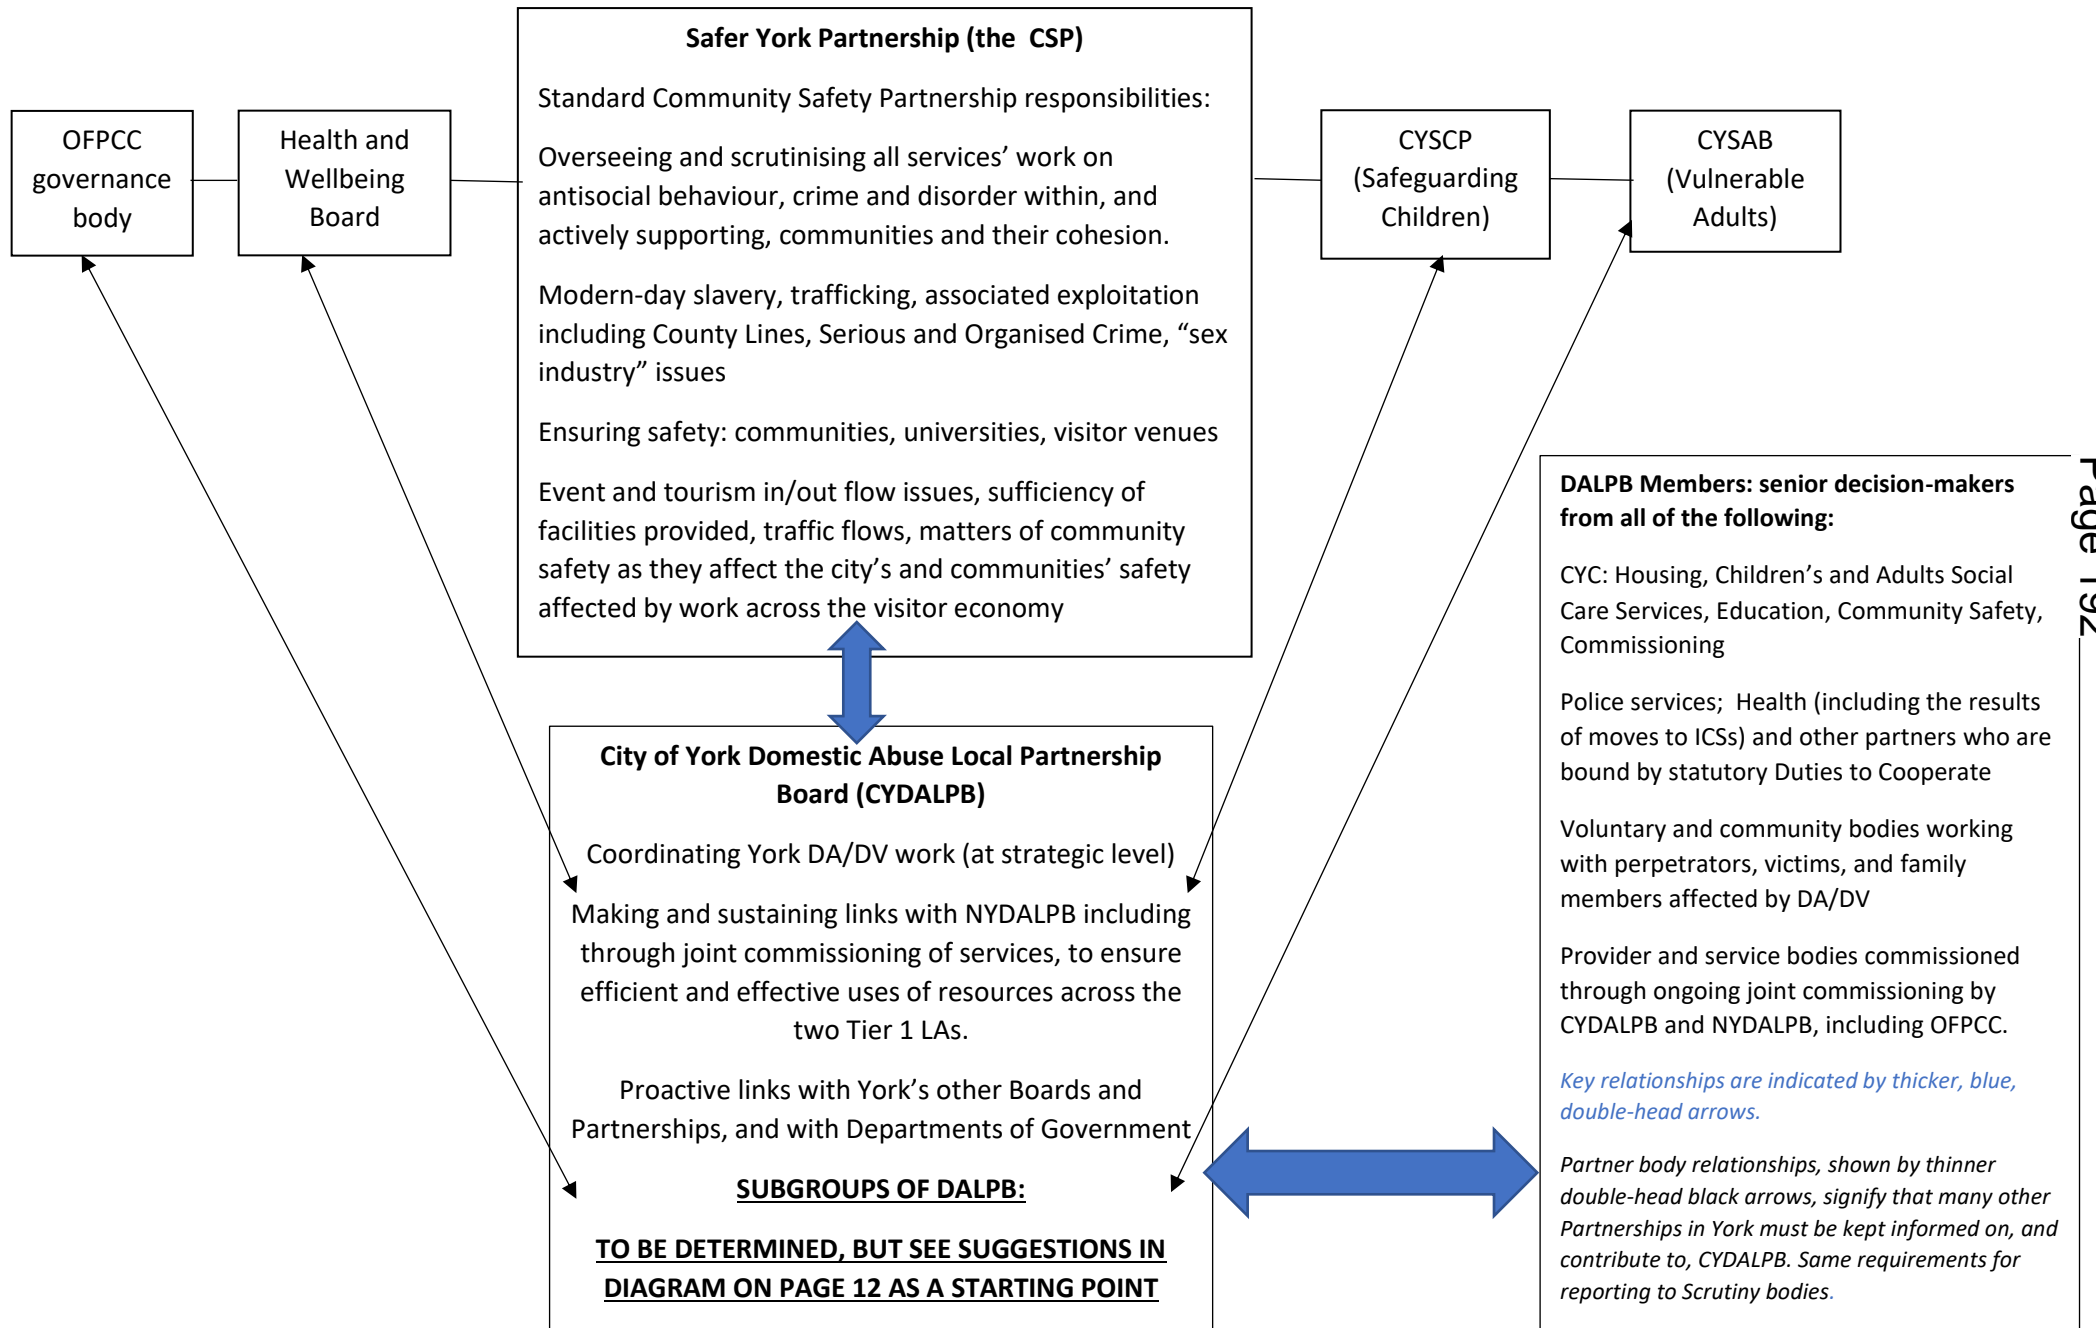 Safer York Partnership (the  CSP)
Standard Community Safety Partnership responsibilities:
Overseeing and scrutinising all services’ work on
antisocial behaviour, crime and disorder within, and
actively supporting, communities and their cohesion.
Modern-day slavery, trafficking, associated exploitation
including County Lines, Serious and Organised Crime, “sex
industry” issues
Ensuring safety: communities, universities, visitor venues
Event and tourism in/out flow issues, sufficiency of
facilities provided, traffic flows, matters of community
safety as they affect the city’s and communities’ safety
affected by work across the visitor economy
OFPCC
governance
body
Health and
Wellbeing
Board
CYSCP
(Safeguarding
Children)
CYSAB
(Vulnerable
Adults)
City of York Domestic Abuse Local Partnership
Board (CYDALPB)
Coordinating York DA/DV work (at strategic level)
Making and sustaining links with NYDALPB including
through joint commissioning of services, to ensure
efficient and effective uses of resources across the
two Tier 1 LAs.
Proactive links with York’s other Boards and
Partnerships, and with Departments of Government
SUBGROUPS OF DALPB:
TO BE DETERMINED, BUT SEE SUGGESTIONS IN
DIAGRAM ON PAGE 12 AS A STARTING POINT
DALPB Members: senior decision-makers
from all of the following:
CYC: Housing, Children’s and Adults Social
Care Services, Education, Community Safety,
Commissioning
Police services;  Health (including the results
of moves to ICSs) and other partners who are
bound by statutory Duties to Cooperate
Voluntary and community bodies working
with perpetrators, victims, and family
members affected by DA/DV
Provider and service bodies commissioned
through ongoing joint commissioning by
CYDALPB and NYDALPB, including OFPCC.
Key relationships are indicated by thicker, blue,
double-head arrows.
Partner body relationships, shown by thinner
double-head black arrows, signify that many other
Partnerships in York must be kept informed on, and
contribute to, CYDALPB. Same requirements for
reporting to Scrutiny bodies.
Page 192